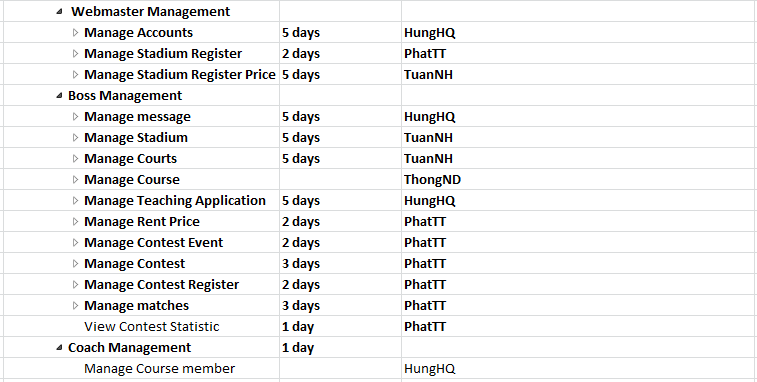 Webmaster Management
Manage Accounts 5 days HungHQ
Manage Stadium Register 2 days PhatTT
Manage Stadium Register Price 5 days TuanNH
Boss Management
Manage message 5 days HungHQ
Manage Stadium 5 days TuanNH
Manage Courts 5 days TuanNH
Manage Course ThongND
Manage Teaching Application 5 days HungHQ
Manage Rent Price 2 days PhatTT
Manage Contest Event 2 days PhatTT
Manage Contest 3 days PhatTT
Manage Contest Register 2 days PhatTT
Manage matches 3 days PhatTT
View Contest Statistic 1 day PhatTT
Coach Management 1 day
Manage Course member HungHQ